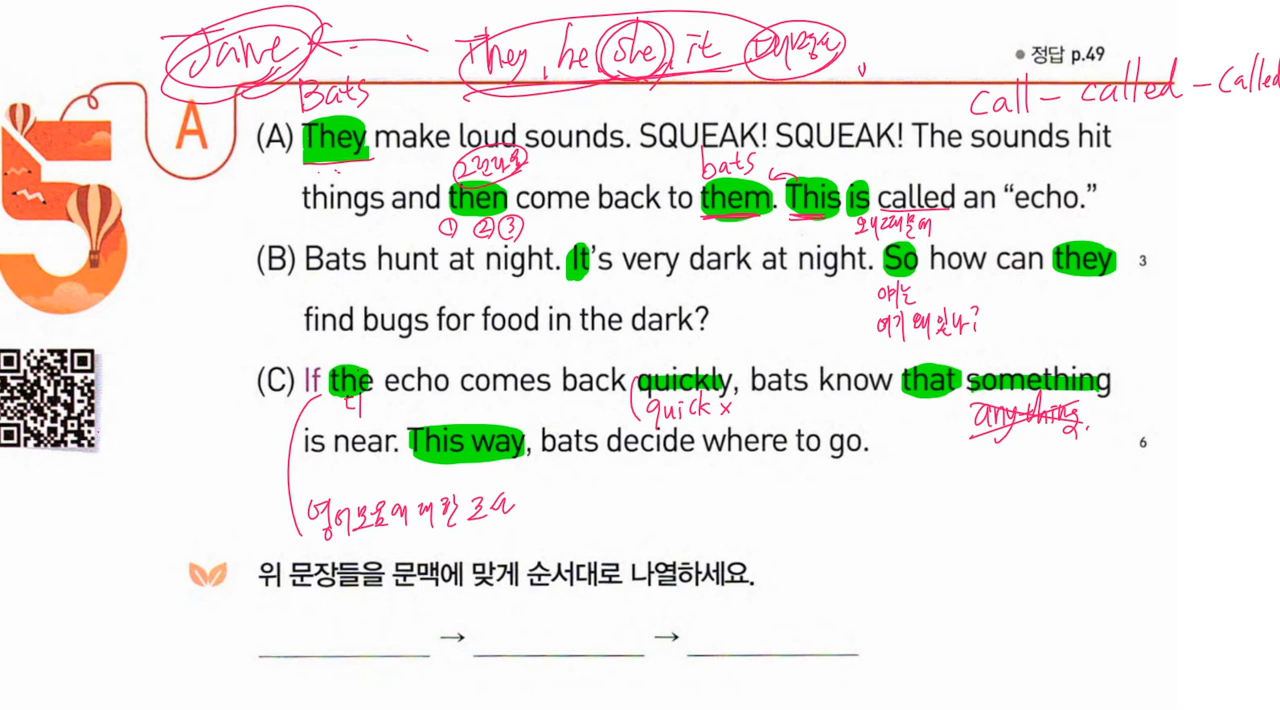 Jane They, he, she, it 대명사
• 정답 p.49
Bats
call - called - called
5
A
(A) They make loud sounds. SQUEAK! SQUEAK! The sounds hit
그런다음 bats
things and then come back to them. This is called an “echo.”
① ② ③
(B) Bats hunt at night. It’s very dark at night. So how can they 3
얘는
find bugs for food in the dark?
여기 왜 있나?
(C) If the echo comes back quickly, bats know that something
더 quick × anything
is near. This way, bats decide where to go. 6
위 문장들을 문맥에 맞게 순서대로 나열하세요.
→ →